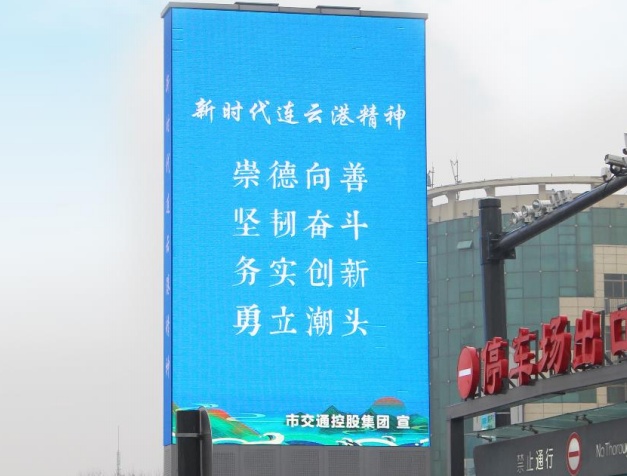 新时代连云港精神
崇德向善
坚韧奋斗
务实创新
勇立潮头
市交通控股集团 宣
停车场出口
禁止通行
No Thorough